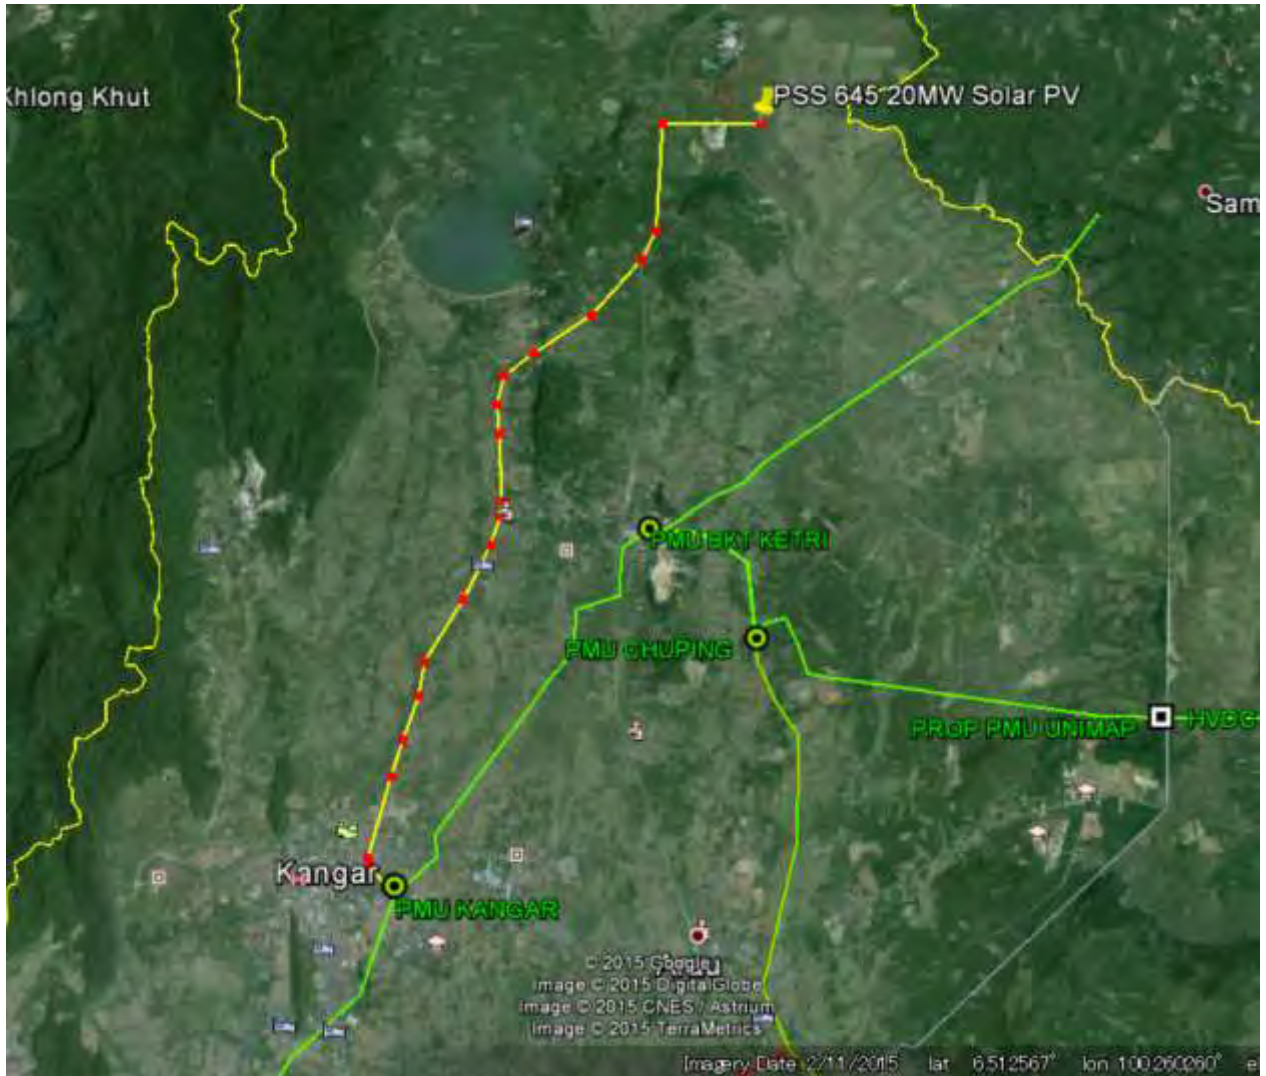 Khlong Khut
PSS 645 20MW Solar PV
Sam
PMU BKT KETRI
PMU CHUPING
PROP PMU UNIMAP
HVDC
Kangar
PMU KANGAR
© 2015 Google
Image © 2015 DigitalGlobe
Image © 2015 CNES / Astrium
Image © 2015 TerraMetrics
Imagery Date: 2/11/2015 lat 6.512567° lon 100.260260° e